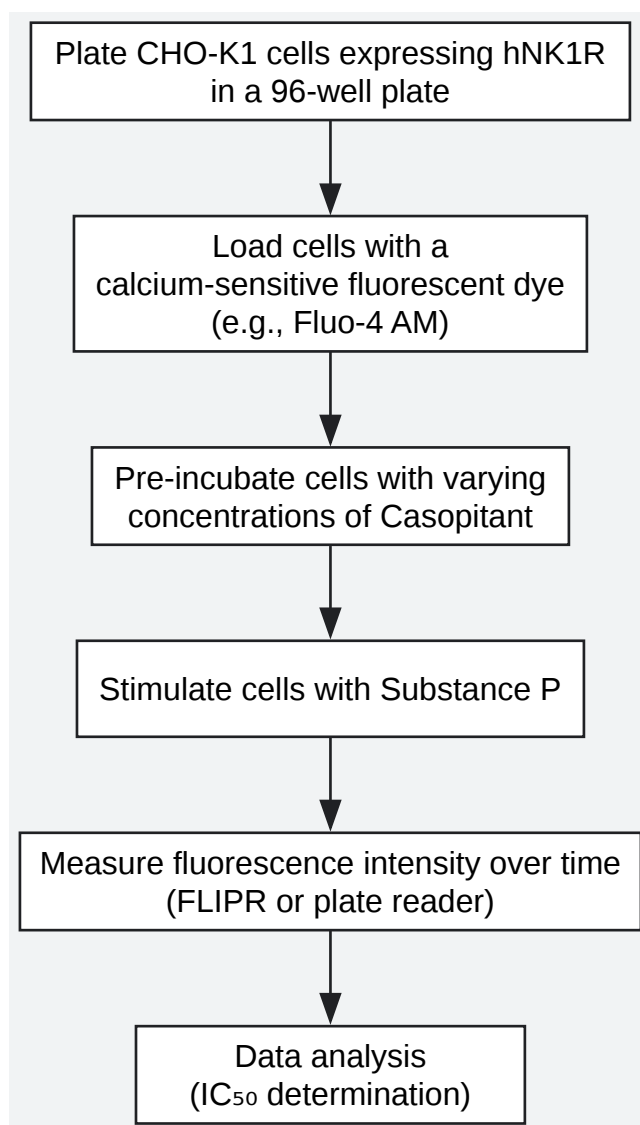 Plate CHO-K1 cells expressing hNK1R
in a 96-well plate
Load cells with a
calcium-sensitive fluorescent dye
(e.g., Fluo-4 AM)
Pre-incubate cells with varying
concentrations of Casopitant
Stimulate cells with Substance P
Measure fluorescence intensity over time
(FLIPR or plate reader)
Data analysis
(IC₅₀ determination)